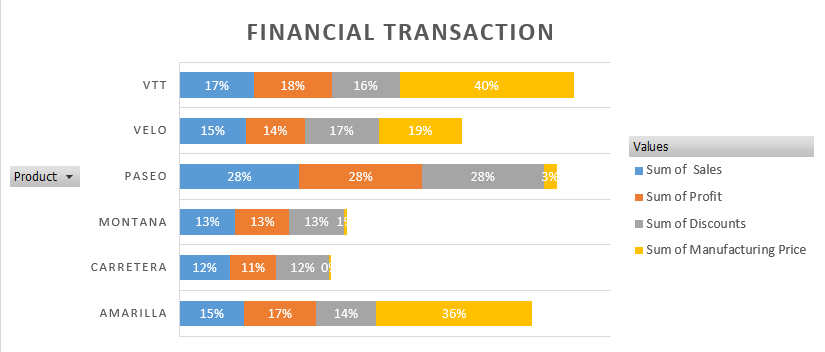 FINANCIAL TRANSACTION
VTT
17% 18% 16% 40%
VELO
15% 14% 17% 19%
Product
PASEO
28% 28% 28% 3%
MONTANA
13% 13% 13% 1%
CARRETERA
12% 11% 12% 0%
AMARILLA
15% 17% 14% 36%
Values
Sum of  Sales
Sum of Profit
Sum of Discounts
Sum of Manufacturing Price